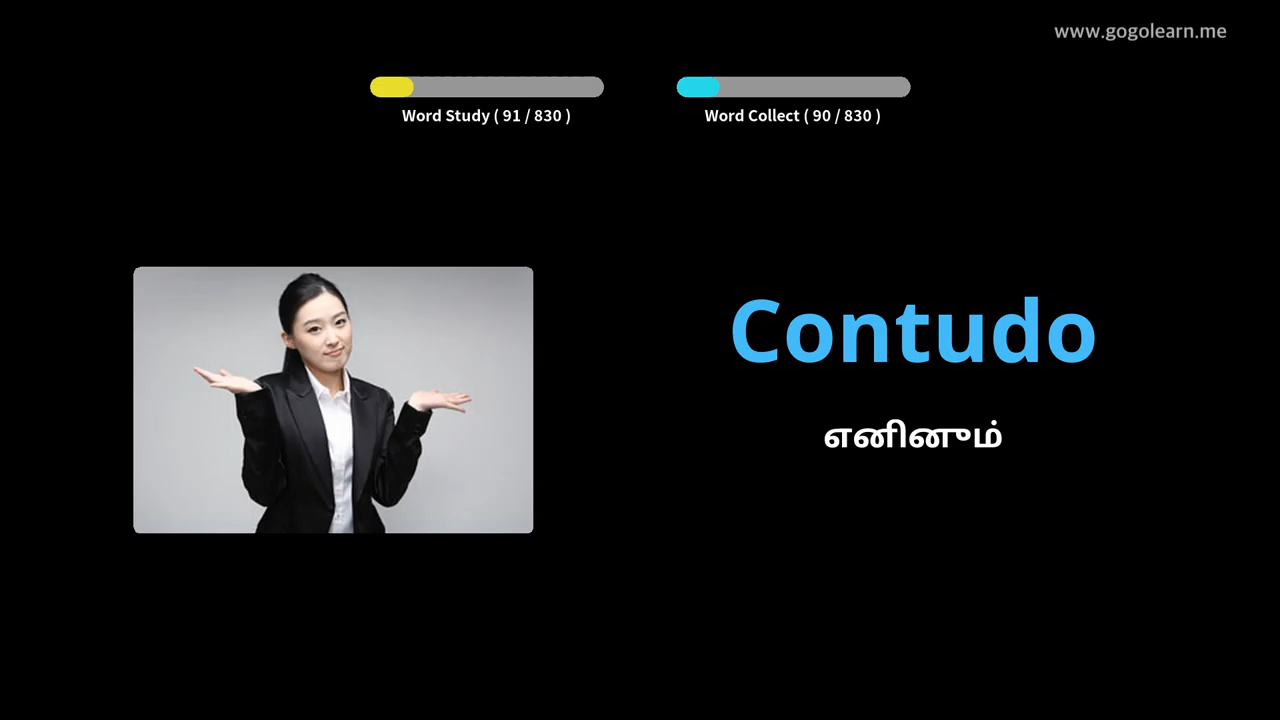 www.gogolearn.me
Word Study ( 91 / 830 )
Word Collect ( 90 / 830 )
Contudo
எனினும்